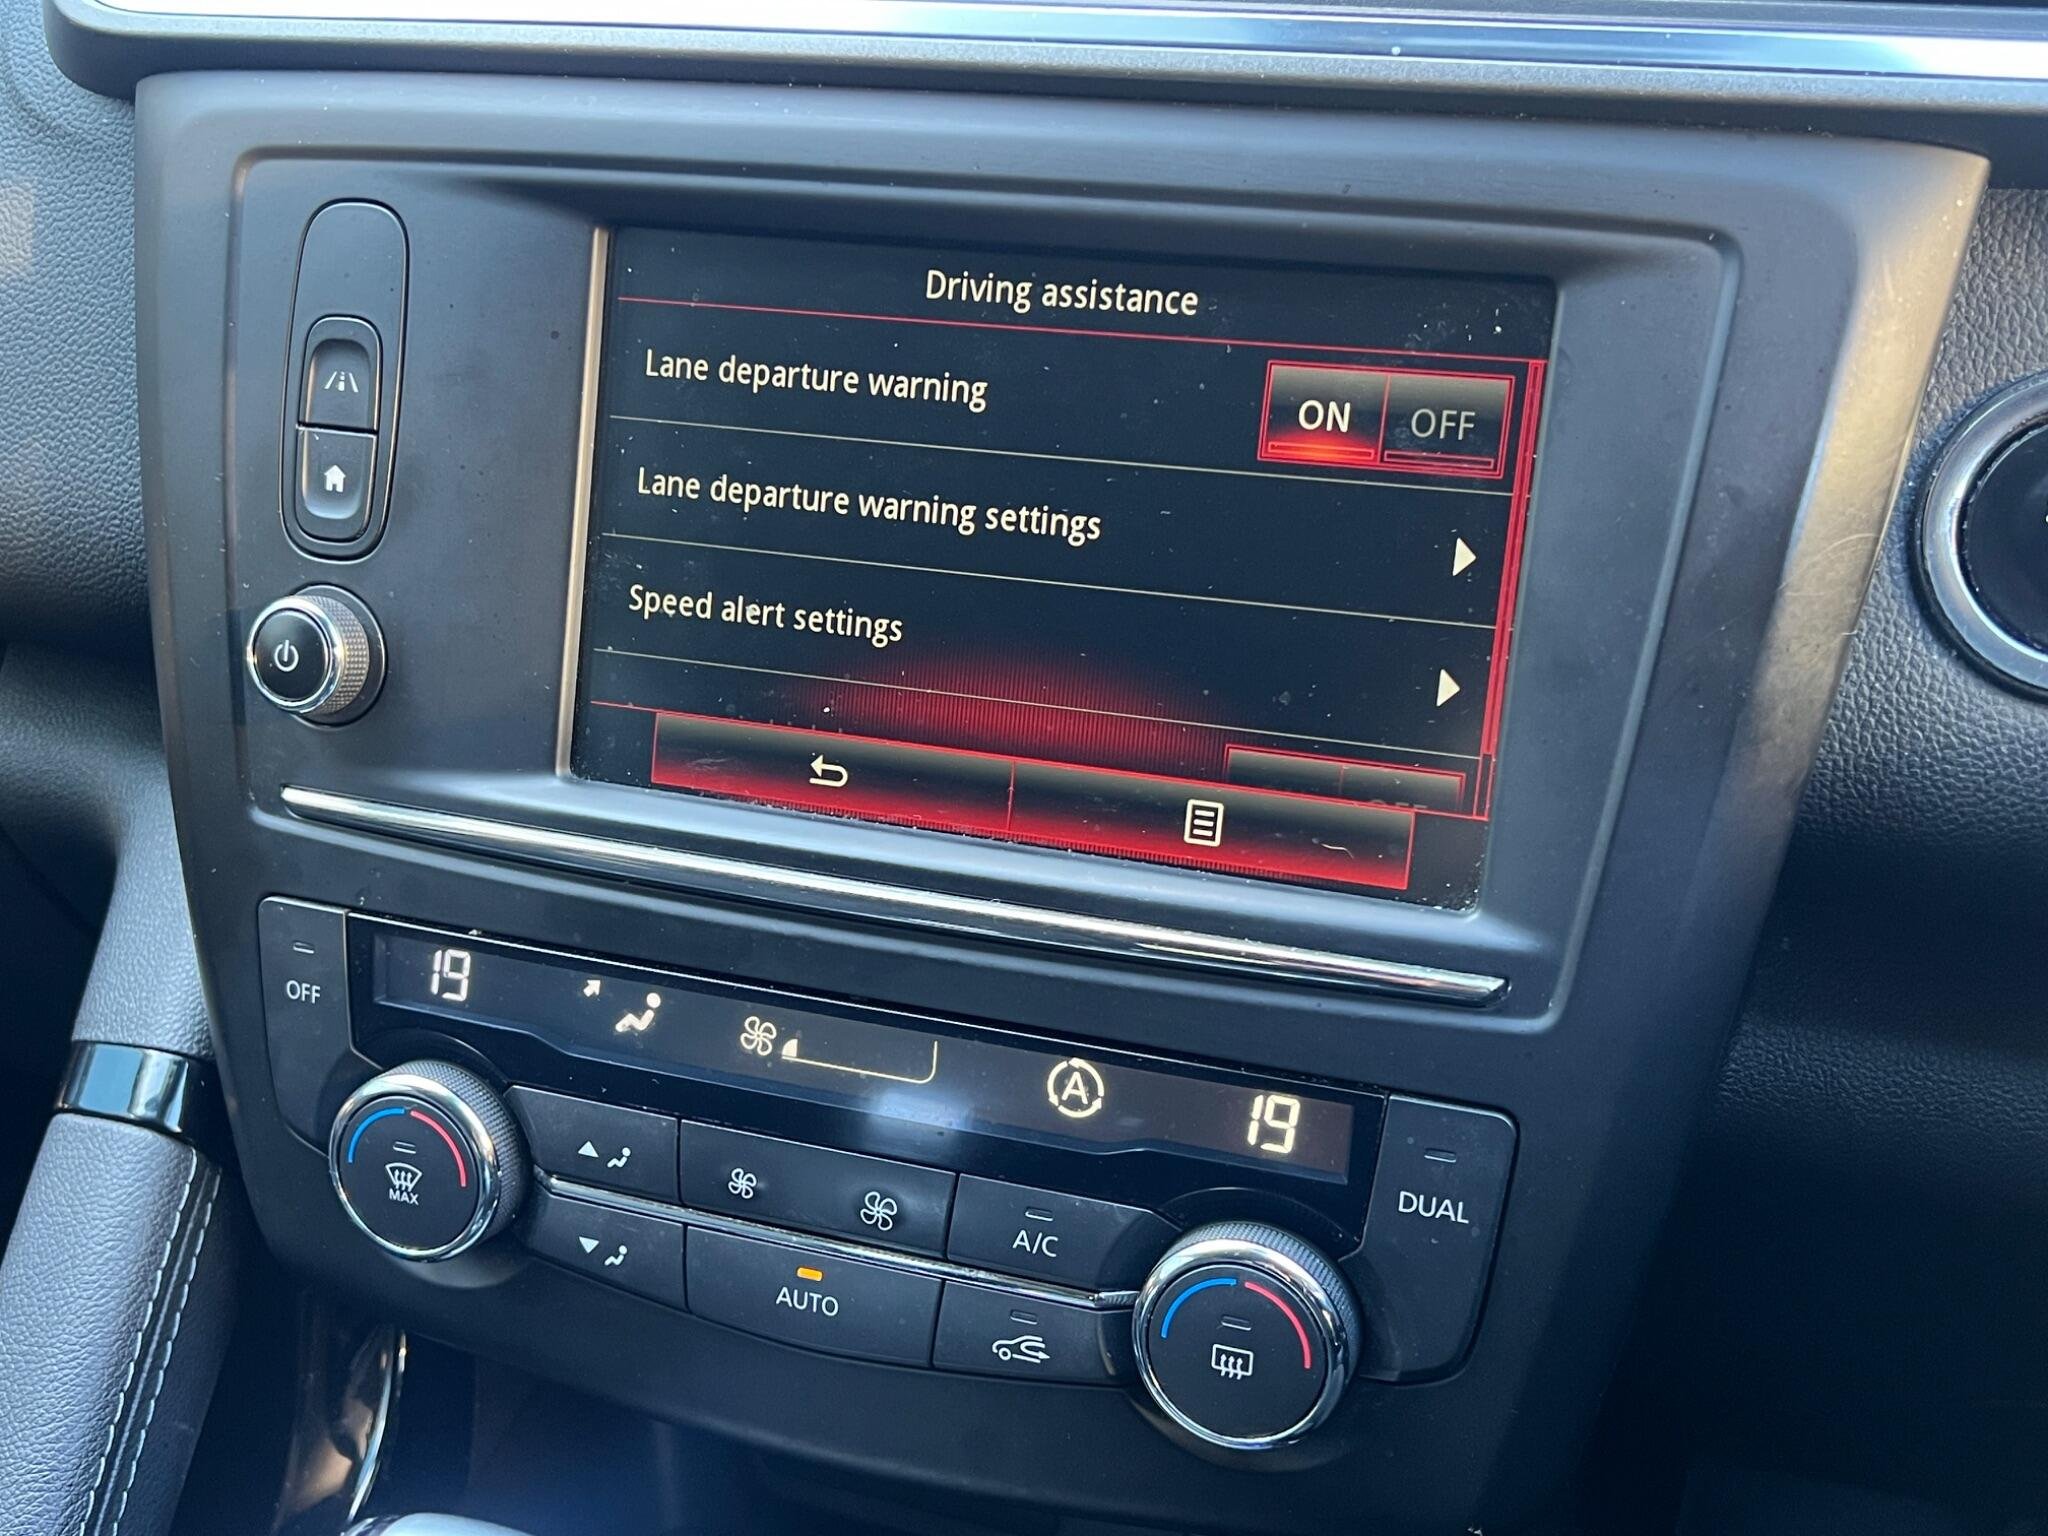 Driving assistance
Lane departure warning
ON OFF
Lane departure warning settings
Speed alert settings
OFF
19
19
OFF
MAX
A
A/C
AUTO
DUAL